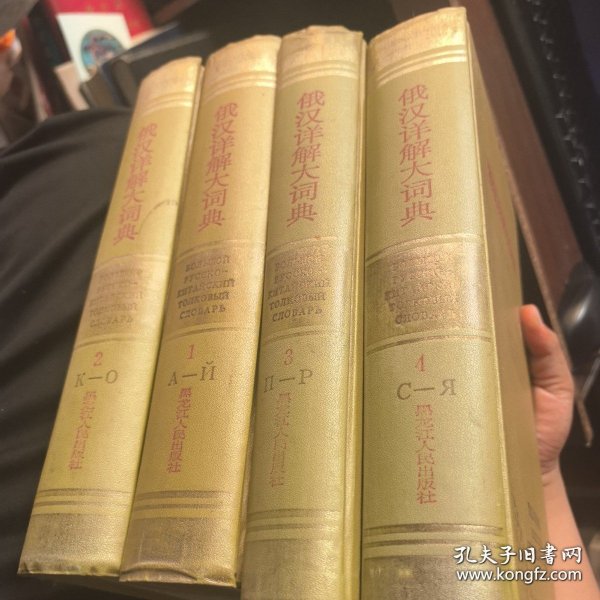 俄汉详解大词典
БОЛЬШОЙ
РУССКО-
КИТАЙСКИЙ
ТОЛКОВЫЙ
СЛОВАРЬ
2
К—О
黑龙江人民出版社
俄汉详解大词典
БОЛЬШОЙ
РУССКО-
КИТАЙСКИЙ
ТОЛКОВЫЙ
СЛОВАРЬ
1
А—Й
黑龙江人民出版社
俄汉详解大词典
БОЛЬШОЙ
РУССКО-
КИТАЙСКИЙ
ТОЛКОВЫЙ
СЛОВАРЬ
3
П—Р
黑龙江人民出版社
俄汉详解大词典
РУССКО-
КИТАЙСКИЙ
ТОЛКОВЫЙ
СЛОВАРЬ
4
С—Я
黑龙江人民出版社
孔夫子旧书网
www.kongfz.com